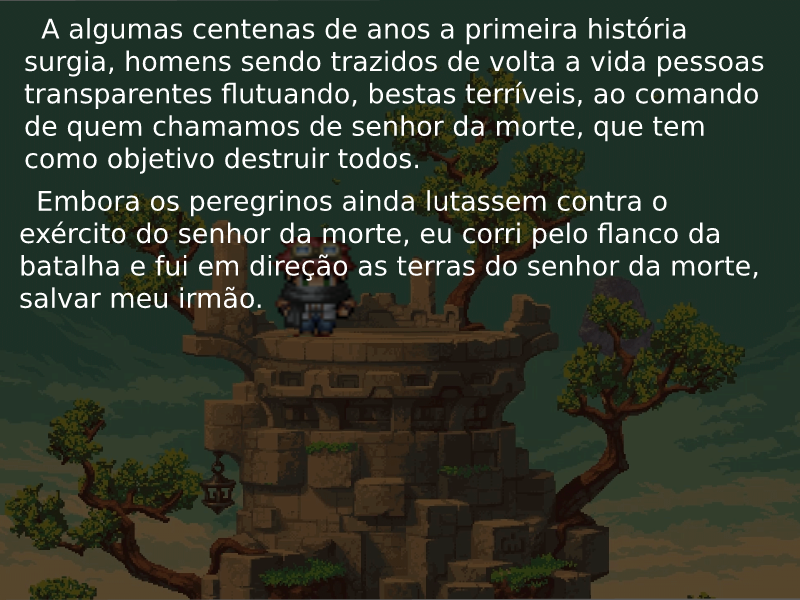 A algumas centenas de anos a primeira história
surgia, homens sendo trazidos de volta a vida pessoas
transparentes flutuando, bestas terríveis, ao comando
de quem chamamos de senhor da morte, que tem
como objetivo destruir todos.
Embora os peregrinos ainda lutassem contra o
exército do senhor da morte, eu corri pelo flanco da
batalha e fui em direção as terras do senhor da morte,
salvar meu irmão.